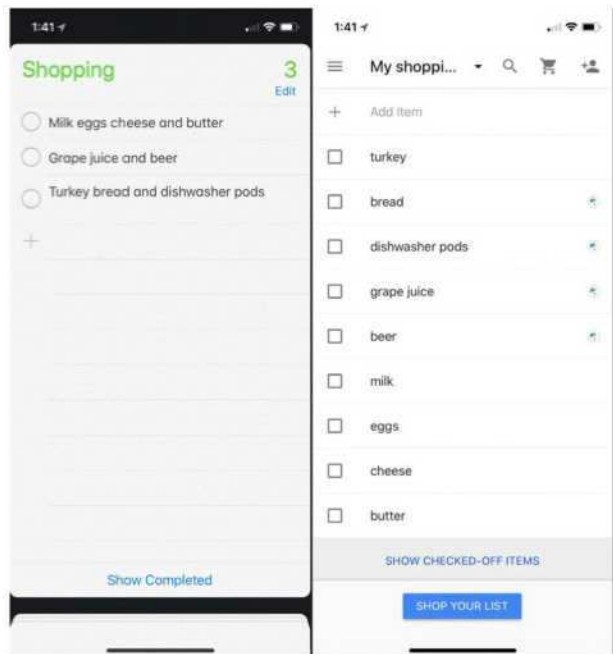 1:41
Shopping
3
Edit
Milk eggs cheese and butter
Grape juice and beer
Turkey bread and dishwasher pods
Show Completed
1:41
My shoppi...
Add Item
turkey
bread
dishwasher pods
grape juice
beer
milk
eggs
cheese
butter
SHOW CHECKED-OFF ITEMS
SHOP YOUR LIST